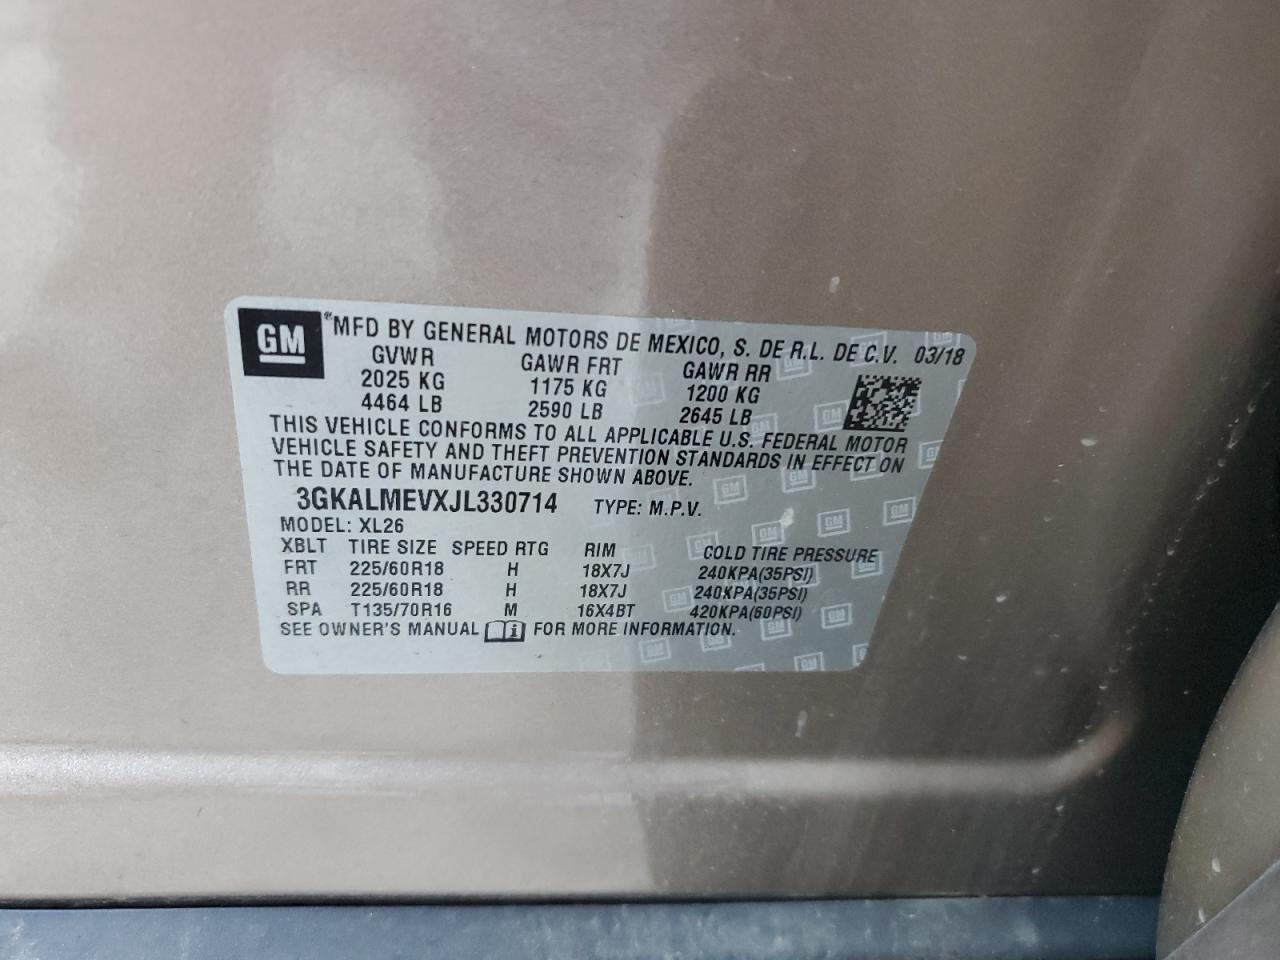 GM ®MFD BY GENERAL MOTORS DE MEXICO, S. DE R.L. DE C.V. 03/18
GVWR GAWR FRT GAWR RR
2025 KG 1175 KG 1200 KG
4464 LB 2590 LB 2645 LB
THIS VEHICLE CONFORMS TO ALL APPLICABLE U.S. FEDERAL MOTOR
VEHICLE SAFETY AND THEFT PREVENTION STANDARDS IN EFFECT ON
THE DATE OF MANUFACTURE SHOWN ABOVE.
3GKALMEVXJL330714 TYPE: M.P.V.
MODEL: XL26
XBLT TIRE SIZE SPEED RTG RIM COLD TIRE PRESSURE
FRT 225/60R18 H 18X7J 240KPA(35PSI)
RR 225/60R18 H 18X7J 240KPA(35PSI)
SPA T135/70R16 M 16X4BT 420KPA(60PSI)
SEE OWNER'S MANUAL FOR MORE INFORMATION.